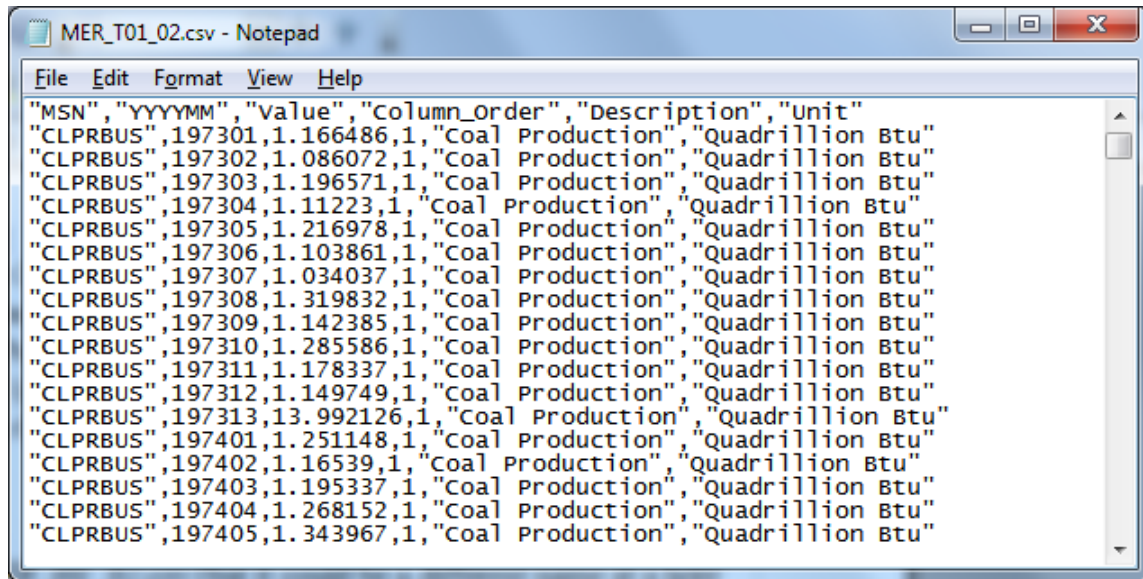 MER_T01_02.csv - Notepad
File Edit Format View Help
"MSN","YYYYMM","Value","Column_Order","Description","Unit"
"CLPRBUS",197301,1.166486,1,"Coal Production","Quadrillion Btu"
"CLPRBUS",197302,1.086072,1,"Coal Production","Quadrillion Btu"
"CLPRBUS",197303,1.196571,1,"Coal Production","Quadrillion Btu"
"CLPRBUS",197304,1.11223,1,"Coal Production","Quadrillion Btu"
"CLPRBUS",197305,1.216978,1,"Coal Production","Quadrillion Btu"
"CLPRBUS",197306,1.103861,1,"Coal Production","Quadrillion Btu"
"CLPRBUS",197307,1.034037,1,"Coal Production","Quadrillion Btu"
"CLPRBUS",197308,1.319832,1,"Coal Production","Quadrillion Btu"
"CLPRBUS",197309,1.142385,1,"Coal Production","Quadrillion Btu"
"CLPRBUS",197310,1.285586,1,"Coal Production","Quadrillion Btu"
"CLPRBUS",197311,1.178337,1,"Coal Production","Quadrillion Btu"
"CLPRBUS",197312,1.149749,1,"Coal Production","Quadrillion Btu"
"CLPRBUS",197313,13.992126,1,"Coal Production","Quadrillion Btu"
"CLPRBUS",197401,1.251148,1,"Coal Production","Quadrillion Btu"
"CLPRBUS",197402,1.16539,1,"Coal Production","Quadrillion Btu"
"CLPRBUS",197403,1.195337,1,"Coal Production","Quadrillion Btu"
"CLPRBUS",197404,1.268152,1,"Coal Production","Quadrillion Btu"
"CLPRBUS",197405,1.343967,1,"Coal Production","Quadrillion Btu"